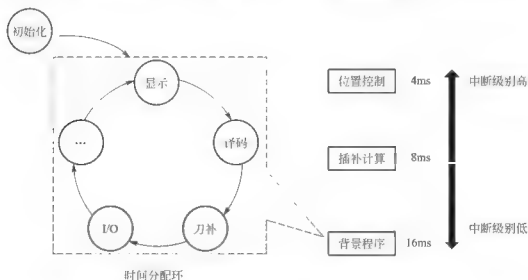 初始化
显示
译码
刀补
I/O
…
时间分配环
位置控制 4ms
插补计算 8ms
背景程序 16ms
中断级别高
中断级别低